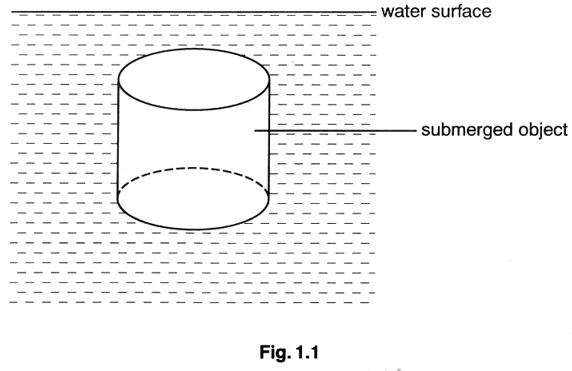 water surface
submerged object
Fig. 1.1